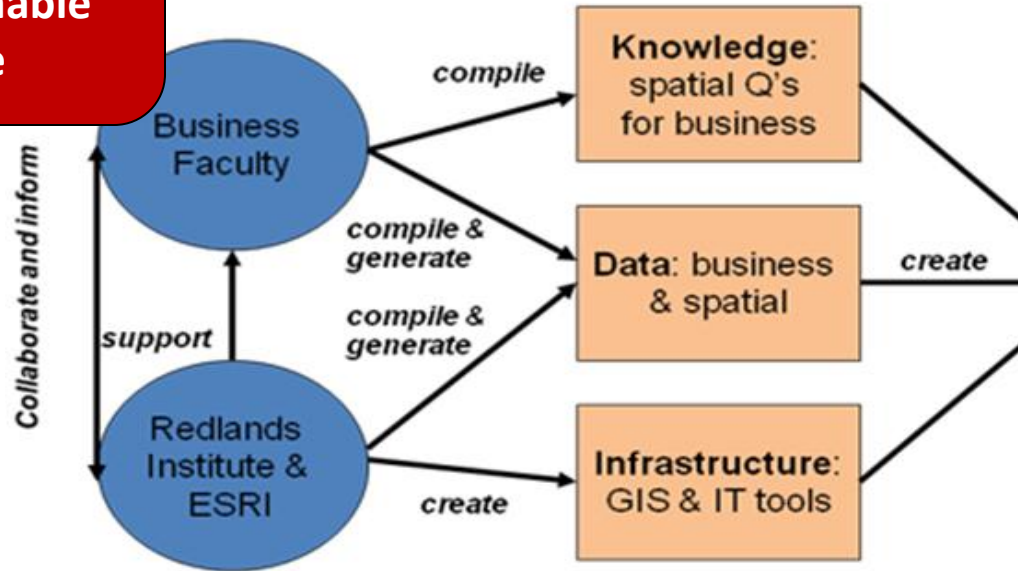 Business
Faculty
compile
Knowledge:
spatial Q's
for business
compile &
generate
Data: business
& spatial
create
compile &
generate
support
Collaborate and inform
Redlands
Institute &
ESRI
create
Infrastructure:
GIS & IT tools